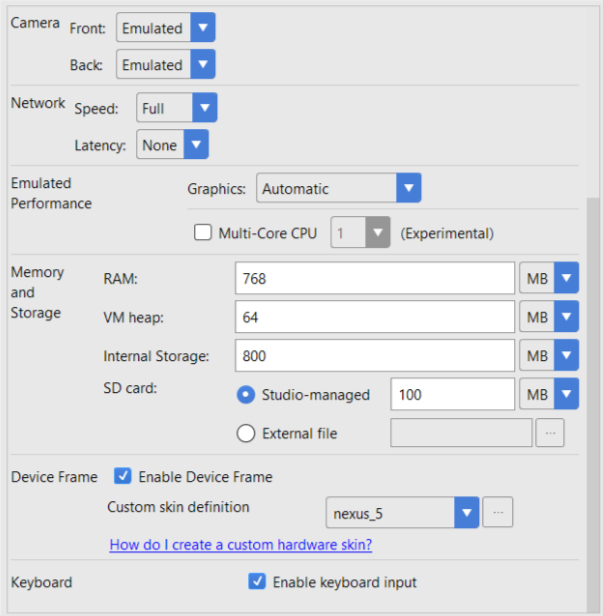 Camera Front: Emulated
Back: Emulated
Network Speed: Full
Latency: None
Emulated Performance Graphics: Automatic
Multi-Core CPU 1 (Experimental)
Memory and Storage RAM: 768 MB
VM heap: 64 MB
Internal Storage: 800 MB
SD card: Studio-managed 100 MB
External file ...
Device Frame Enable Device Frame
Custom skin definition nexus_5 ...
How do I create a custom hardware skin?
Keyboard Enable keyboard input